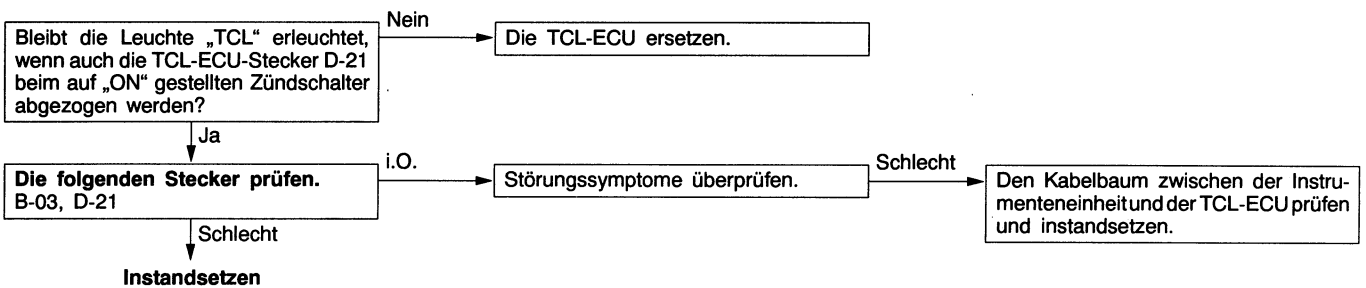 Nein
Bleibt die Leuchte „TCL“ erleuchtet,
wenn auch die TCL-ECU-Stecker D-21
beim auf „ON“ gestellten Zündschalter
abgezogen werden?
Die TCL-ECU ersetzen.
Ja
Die folgenden Stecker prüfen.
B-03, D-21
i.O.
Störungssymptome überprüfen.
Schlecht
Den Kabelbaum zwischen der Instru-
menteneinheit und der TCL-ECU prüfen
und instandsetzen.
Schlecht
Instandsetzen